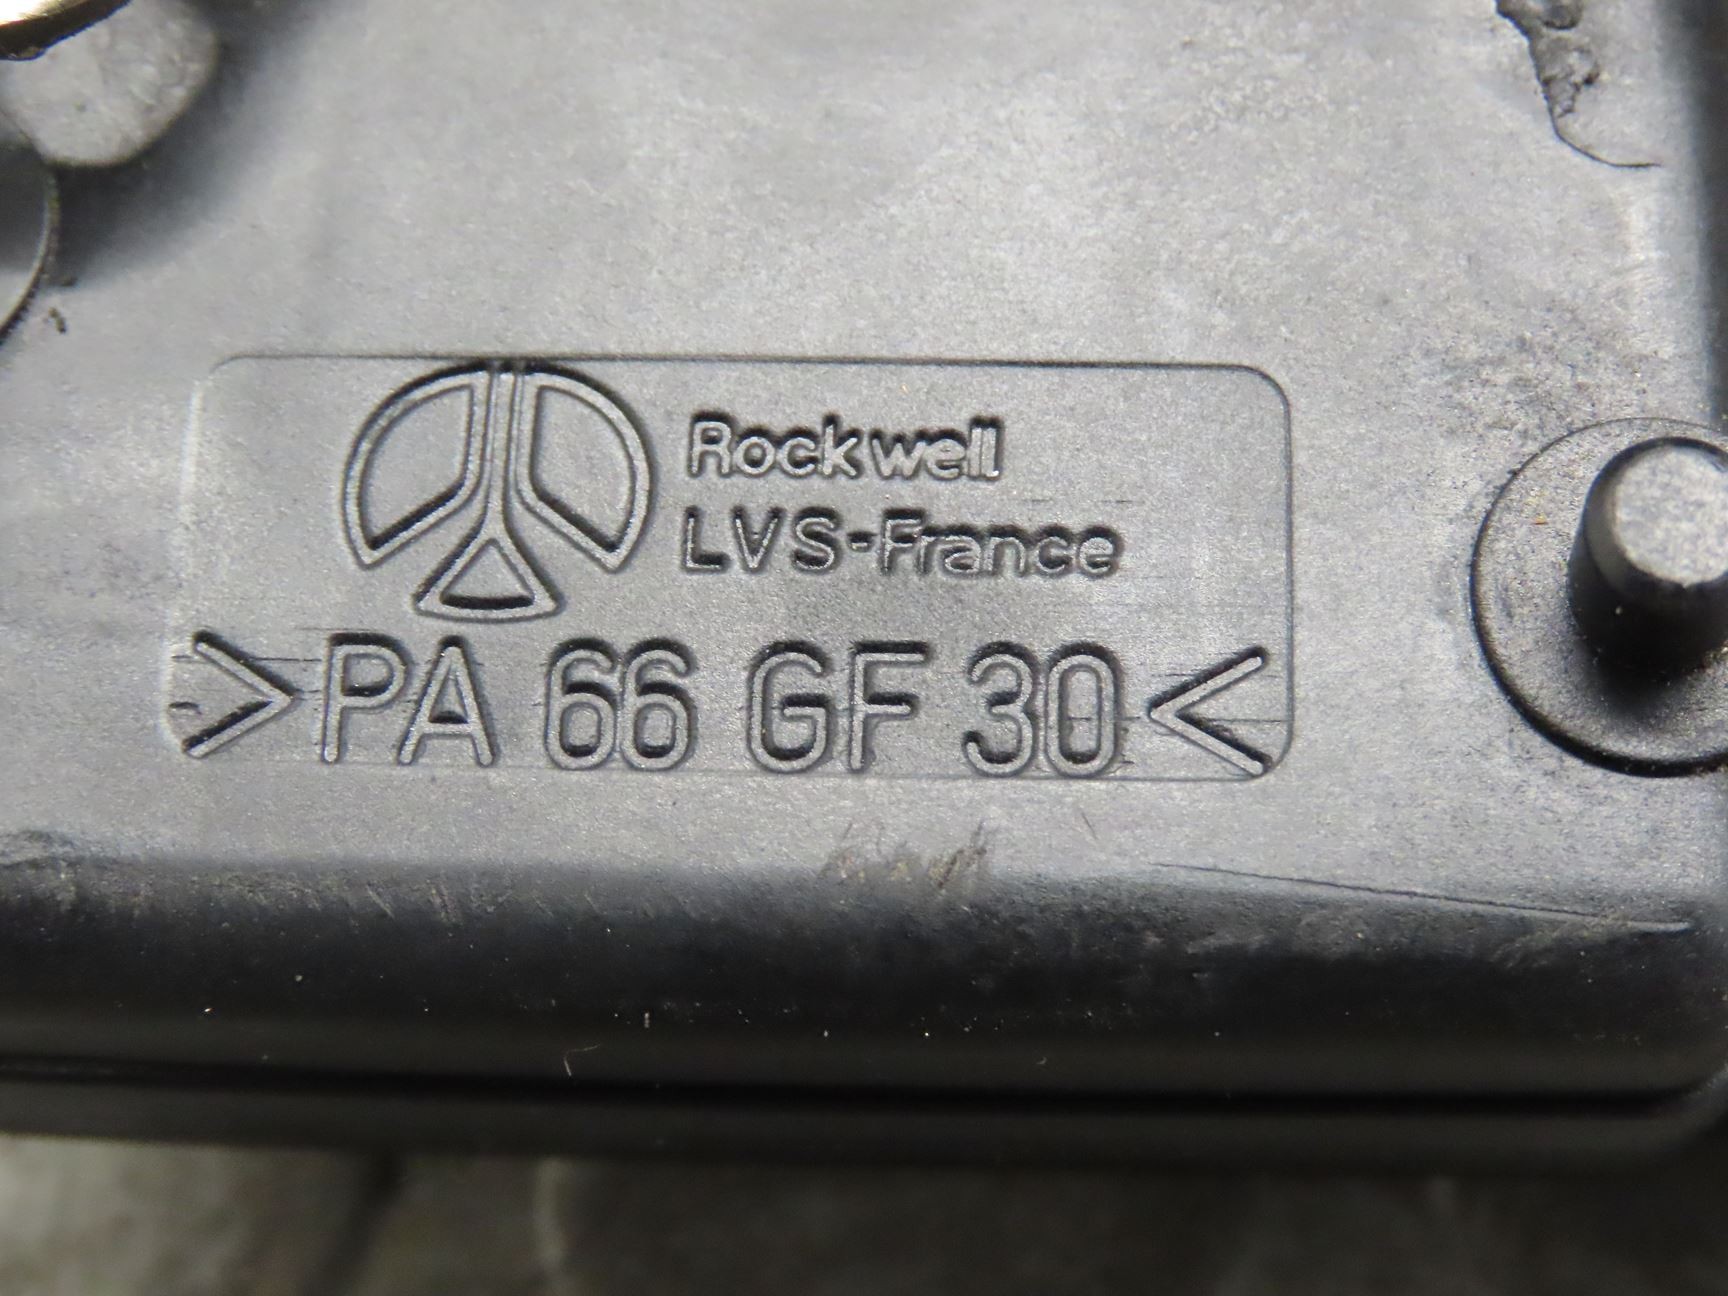 Rockwell
LVS-France
>PA 66 GF 30<